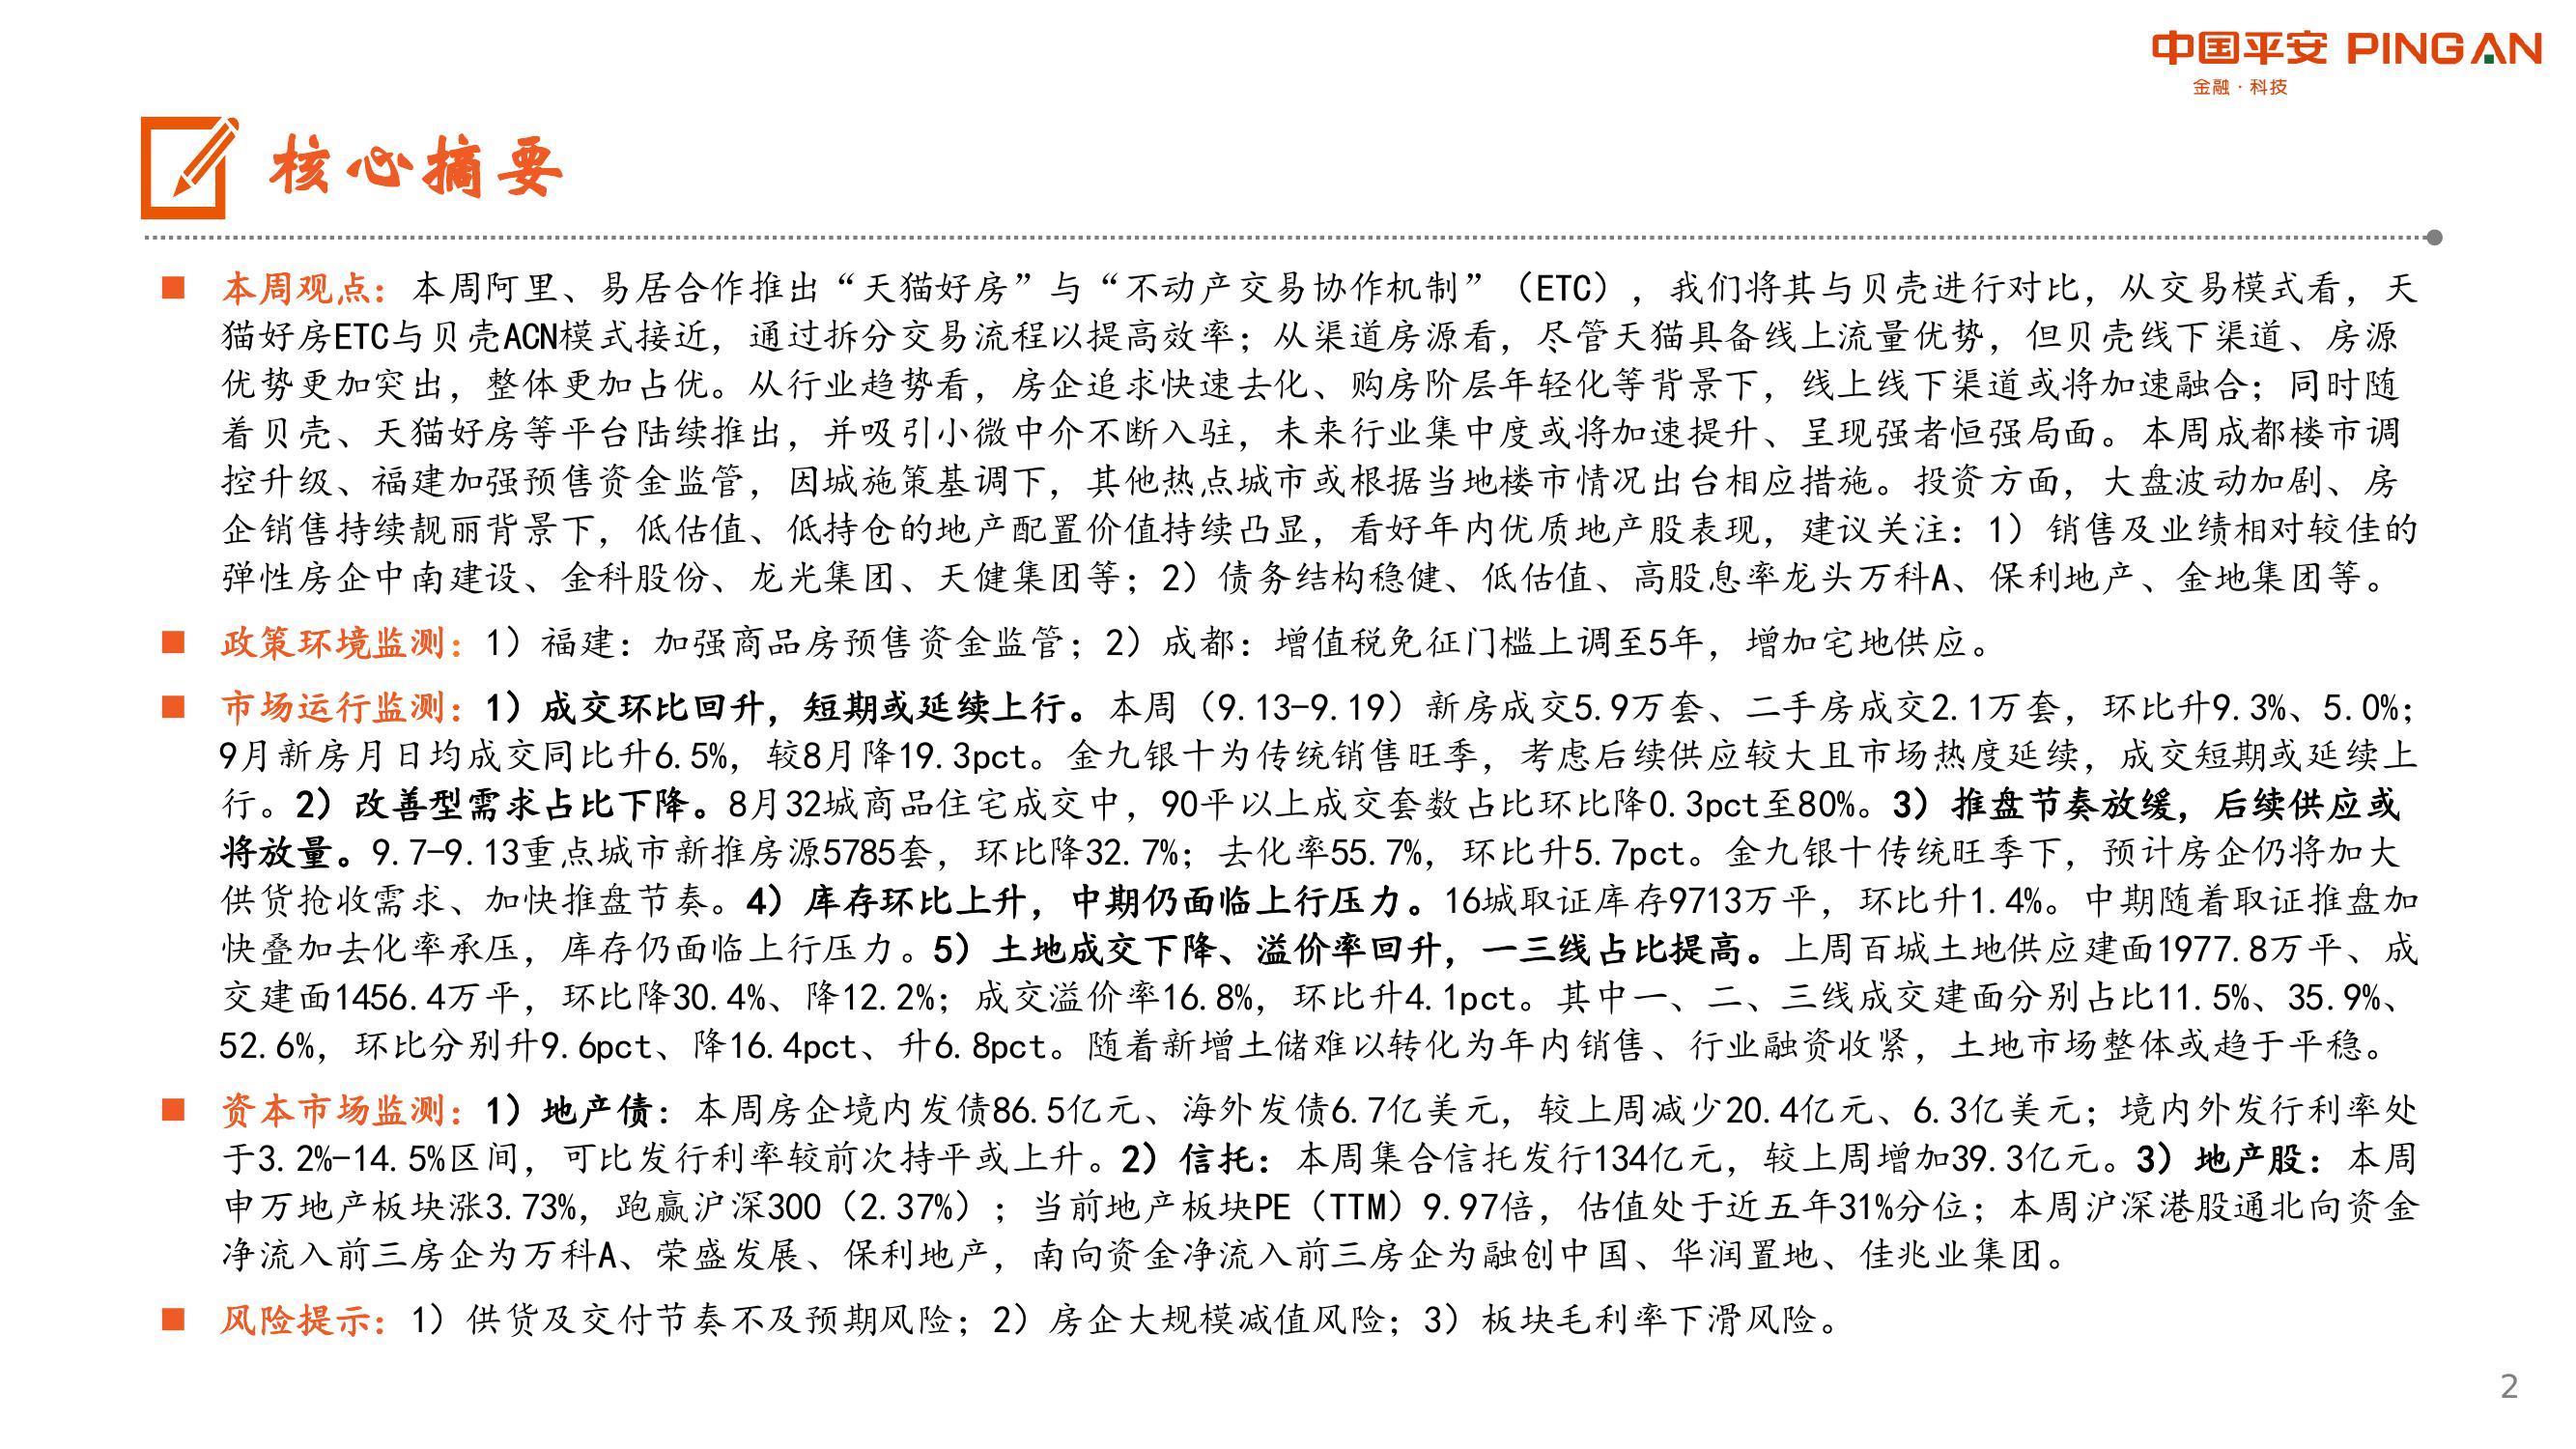 中国平安 PINGAN
金融·科技
核心摘要
■ 本周观点：本周阿里、易居合作推出“天猫好房”与“不动产交易协作机制”（ETC），我们将其与贝壳进行对比，从交易模式看，天
猫好房ETC与贝壳ACN模式接近，通过拆分交易流程以提高效率；从渠道房源看，尽管天猫具备线上流量优势，但贝壳线下渠道、房源
优势更加突出，整体更加占优。从行业趋势看，房企追求快速去化、购房阶层年轻化等背景下，线上线下渠道或将加速融合；同时随
着贝壳、天猫好房等平台陆续推出，并吸引小微中介不断入驻，未来行业集中度或将加速提升、呈现强者恒强局面。本周成都楼市调
控升级、福建加强预售资金监管，因城施策基调下，其他热点城市或根据当地楼市情况出台相应措施。投资方面，大盘波动加剧、房
企销售持续靓丽背景下，低估值、低持仓的地产配置价值持续凸显，看好年内优质地产股表现，建议关注：1）销售及业绩相对较佳的
弹性房企中南建设、金科股份、龙光集团、天健集团等；2）债务结构稳健、低估值、高股息率龙头万科A、保利地产、金地集团等。
■ 政策环境监测：1）福建：加强商品房预售资金监管；2）成都：增值税免征门槛上调至5年，增加宅地供应。
■ 市场运行监测：1）成交环比回升，短期或延续上行。本周（9.13-9.19）新房成交5.9万套、二手房成交2.1万套，环比升9.3%、5.0%；
9月新房月日均成交同比升6.5%，较8月降19.3pct。金九银十为传统销售旺季，考虑后续供应较大且市场热度延续，成交短期或延续上
行。2）改善型需求占比下降。8月32城商品住宅成交中，90平以上成交套数占比环比降0.3pct至80%。3）推盘节奏放缓，后续供应或
将放量。9.7-9.13重点城市新推房源5785套，环比降32.7%；去化率55.7%，环比升5.7pct。金九银十传统旺季下，预计房企仍将加大
供货抢收需求、加快推盘节奏。4）库存环比上升，中期仍面临上行压力。16城取证库存9713万平，环比升1.4%。中期随着取证推盘加
快叠加去化率承压，库存仍面临上行压力。5）土地成交下降、溢价率回升，一三线占比提高。上周百城土地供应建面1977.8万平、成
交建面1456.4万平，环比降30.4%、降12.2%；成交溢价率16.8%，环比升4.1pct。其中一、二、三线成交建面分别占比11.5%、35.9%、
52.6%，环比分别升9.6pct、降16.4pct、升6.8pct。随着新增土储难以转化为年内销售、行业融资收紧，土地市场整体或趋于平稳。
■ 资本市场监测：1）地产债：本周房企境内发债86.5亿元、海外发债6.7亿美元，较上周减少20.4亿元、6.3亿美元；境内外发行利率处
于3.2%-14.5%区间，可比发行利率较前次持平或上升。2）信托：本周集合信托发行134亿元，较上周增加39.3亿元。3）地产股：本周
申万地产板块涨3.73%，跑赢沪深300（2.37%）；当前地产板块PE（TTM）9.97倍，估值处于近五年31%分位；本周沪深港股通北向资金
净流入前三房企为万科A、荣盛发展、保利地产，南向资金净流入前三房企为融创中国、华润置地、佳兆业集团。
■ 风险提示：1）供货及交付节奏不及预期风险；2）房企大规模减值风险；3）板块毛利率下滑风险。
2